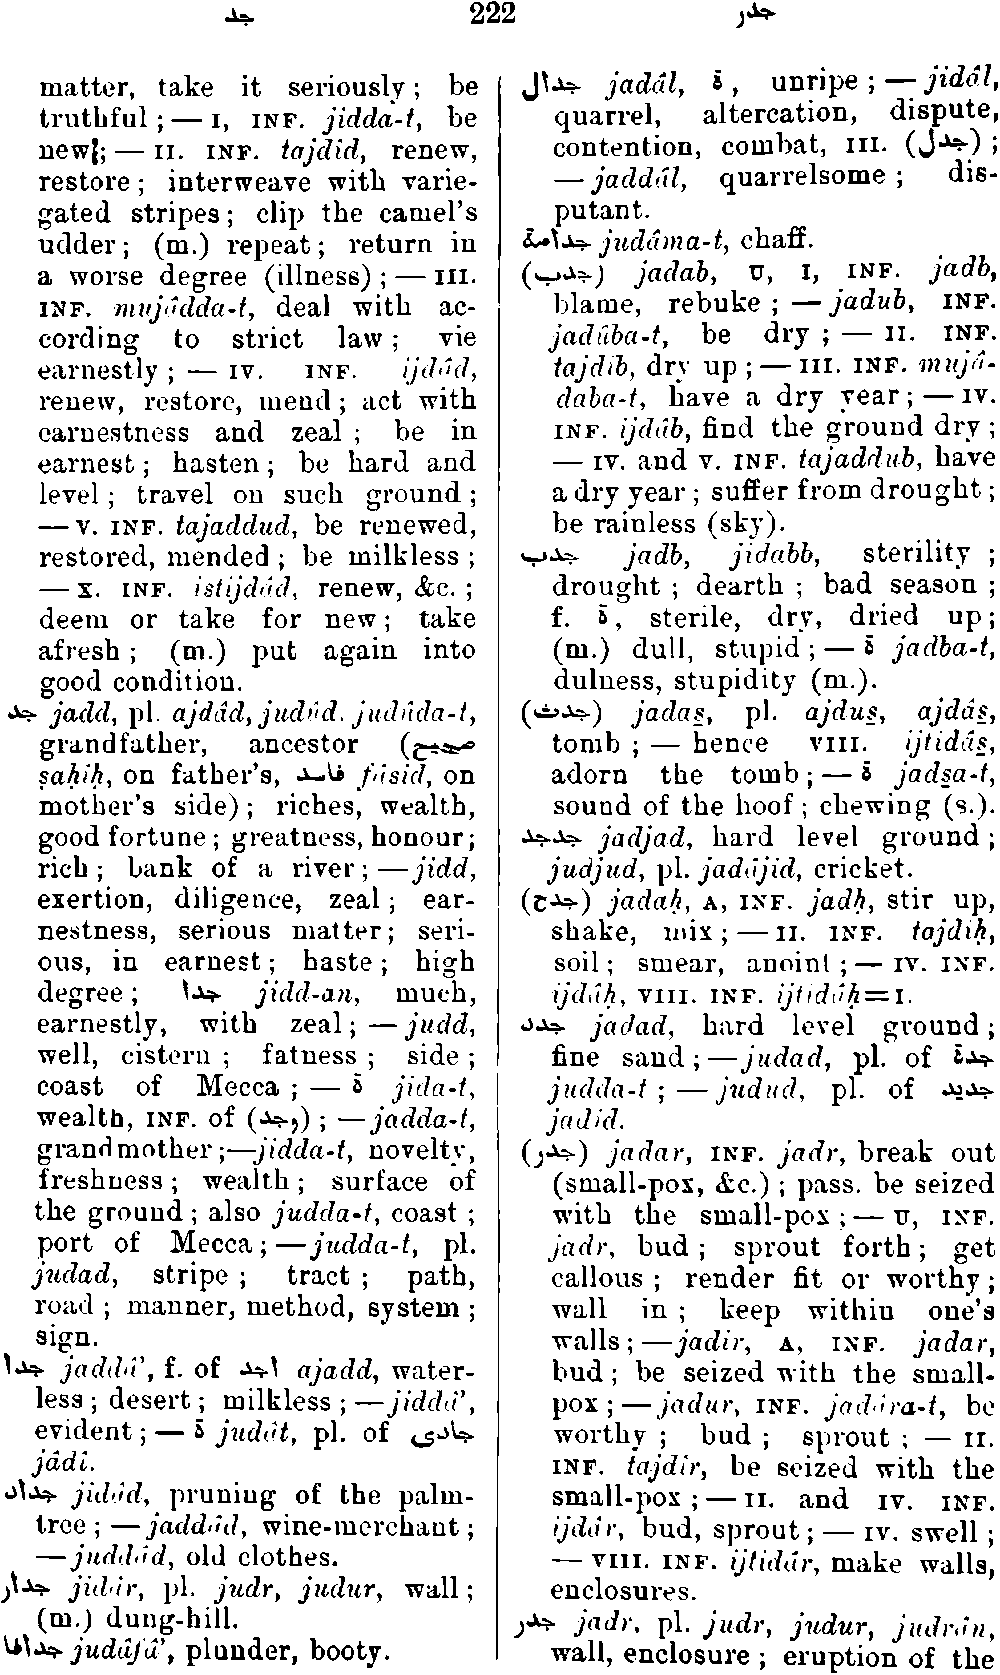 جد 222 جدر
matter, take it seriously; be
truthful; — I, INF. jidda-t, be
new; — II. INF. tajdîd, renew,
restore; interweave with varie-
gated stripes; clip the camel's
udder; (m.) repeat; return in
a worse degree (illness); — III.
INF. mujâdda-t, deal with ac-
cording to strict law; vie
earnestly; — IV. INF. ijdâd,
renew, restore, mend; act with
earnestness and zeal; be in
earnest; hasten; be hard and
level; travel on such ground;
— V. INF. tajaddud, be renewed,
restored, mended; be milkless;
— X. INF. istijdâd, renew, &c.;
deem or take for new; take
afresh; (m.) put again into
good condition.
جد jadd, pl. ajdâd, judûd, judûda-t,
grandfather, ancestor (صحيح
ṣaḥîḥ, on father's, فاسد fâsid, on
mother's side); riches, wealth,
good fortune; greatness, honour;
rich; bank of a river; — jidd,
exertion, diligence, zeal; ear-
nestness, serious matter; seri-
ous, in earnest; haste; high
degree; جدا jidd-an, much,
earnestly, with zeal; — judd,
well, cistern; fatness; side;
coast of Mecca; — ة jida-t,
wealth, INF. of (وجد); — jadda-t,
grandmother; — jidda-t, novelty,
freshness; wealth; surface of
the ground; also judda-t, coast;
port of Mecca; — judda-t, pl.
judad, stripe; tract; path,
road; manner, method, system;
sign.
جدا jaddâ', f. of اجد ajadd, water-
less; desert; milkless; — jiddâ',
evident; — ة judât, pl. of جادى
jâdî.
جداد jidâd, pruning of the palm-
tree; — jaddâd, wine-merchant;
— juddâd, old clothes.
جدار jidâr, pl. judr, judur, wall;
(m.) dung-hill.
جدافا judâfâ', plunder, booty.
جدال jadâl, ة, unripe; — jidâl,
quarrel, altercation, dispute,
contention, combat, III. (جدل);
— jaddâl, quarrelsome; dis-
putant.
جدامة judâma-t, chaff.
(جدب) jadab, U, I, INF. jadb,
blame, rebuke; — jadub, INF.
jadûba-t, be dry; — II. INF.
tajdîb, dry up; — III. INF. mujâ-
daba-t, have a dry year; — IV.
INF. ijdâb, find the ground dry;
— IV. and V. INF. tajaddub, have
a dry year; suffer from drought;
be rainless (sky).
جدب jadb, jidabb, sterility;
drought; dearth; bad season;
f. ة, sterile, dry, dried up;
(m.) dull, stupid; — ة jadba-t,
dulness, stupidity (m.).
(جدث) jadas̱, pl. ajdus̱, ajdâs̱,
tomb; — hence VIII. ijtidâs̱,
adorn the tomb; — ة jads̱a-t,
sound of the hoof; chewing (s.).
جدجد jadjad, hard level ground;
judjud, pl. jadâjid, cricket.
(جدح) jadaḥ, A, INF. jadḥ, stir up,
shake, mix; — II. INF. tajdîḥ,
soil; smear, anoint; — IV. INF.
ijdâḥ, VIII. INF. ijtidâḥ = I.
جدد jadad, hard level ground;
fine sand; — judad, pl. of جدة
judda-t; — judud, pl. of جديد
jadîd.
(جدر) jadar, INF. jadr, break out
(small-pox, &c.); pass. be seized
with the small-pox; — U, INF.
jadr, bud; sprout forth; get
callous; render fit or worthy;
wall in; keep within one's
walls; — jadir, A, INF. jadar,
bud; be seized with the small-
pox; — jadur, INF. jadâra-t, be
worthy; bud; sprout; — II.
INF. tajdîr, be seized with the
small-pox; — II. and IV. INF.
ijdâr, bud, sprout; — IV. swell;
— VIII. INF. ijtidâr, make walls,
enclosures.
جدر jadr, pl. judr, judur, judrân,
wall, enclosure; eruption of the